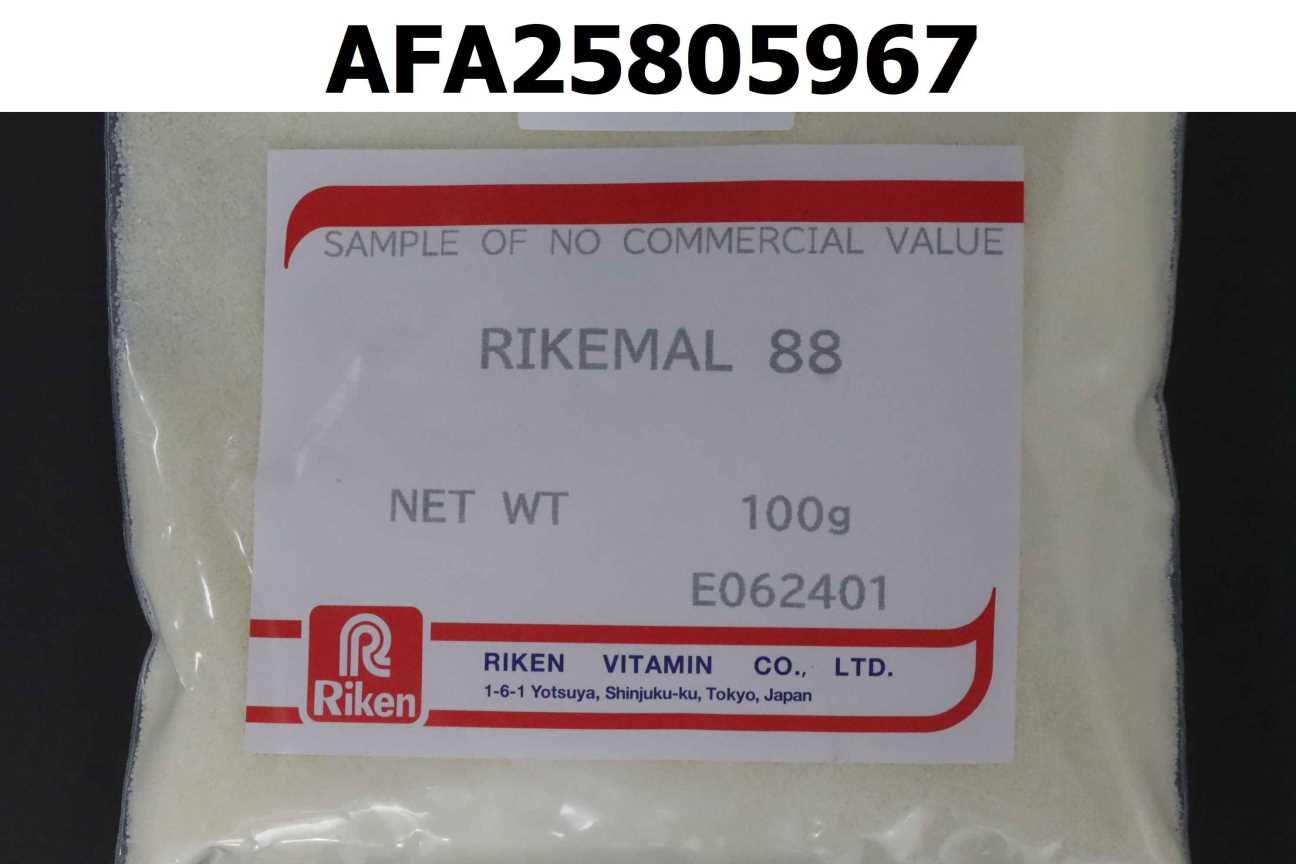 AFA25805967
SAMPLE OF NO COMMERCIAL VALUE
RIKEMAL 88
NET WT 100g
E062401
Riken
RIKEN VITAMIN CO., LTD.
1-6-1 Yotsuya, Shinjuku-ku, Tokyo, Japan